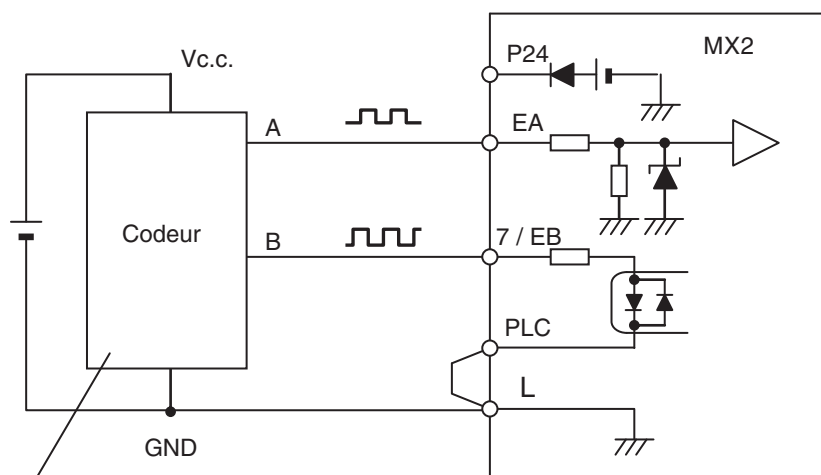 MX2
P24
Vc.c.
A
EA
Codeur
B
7 / EB
PLC
L
GND